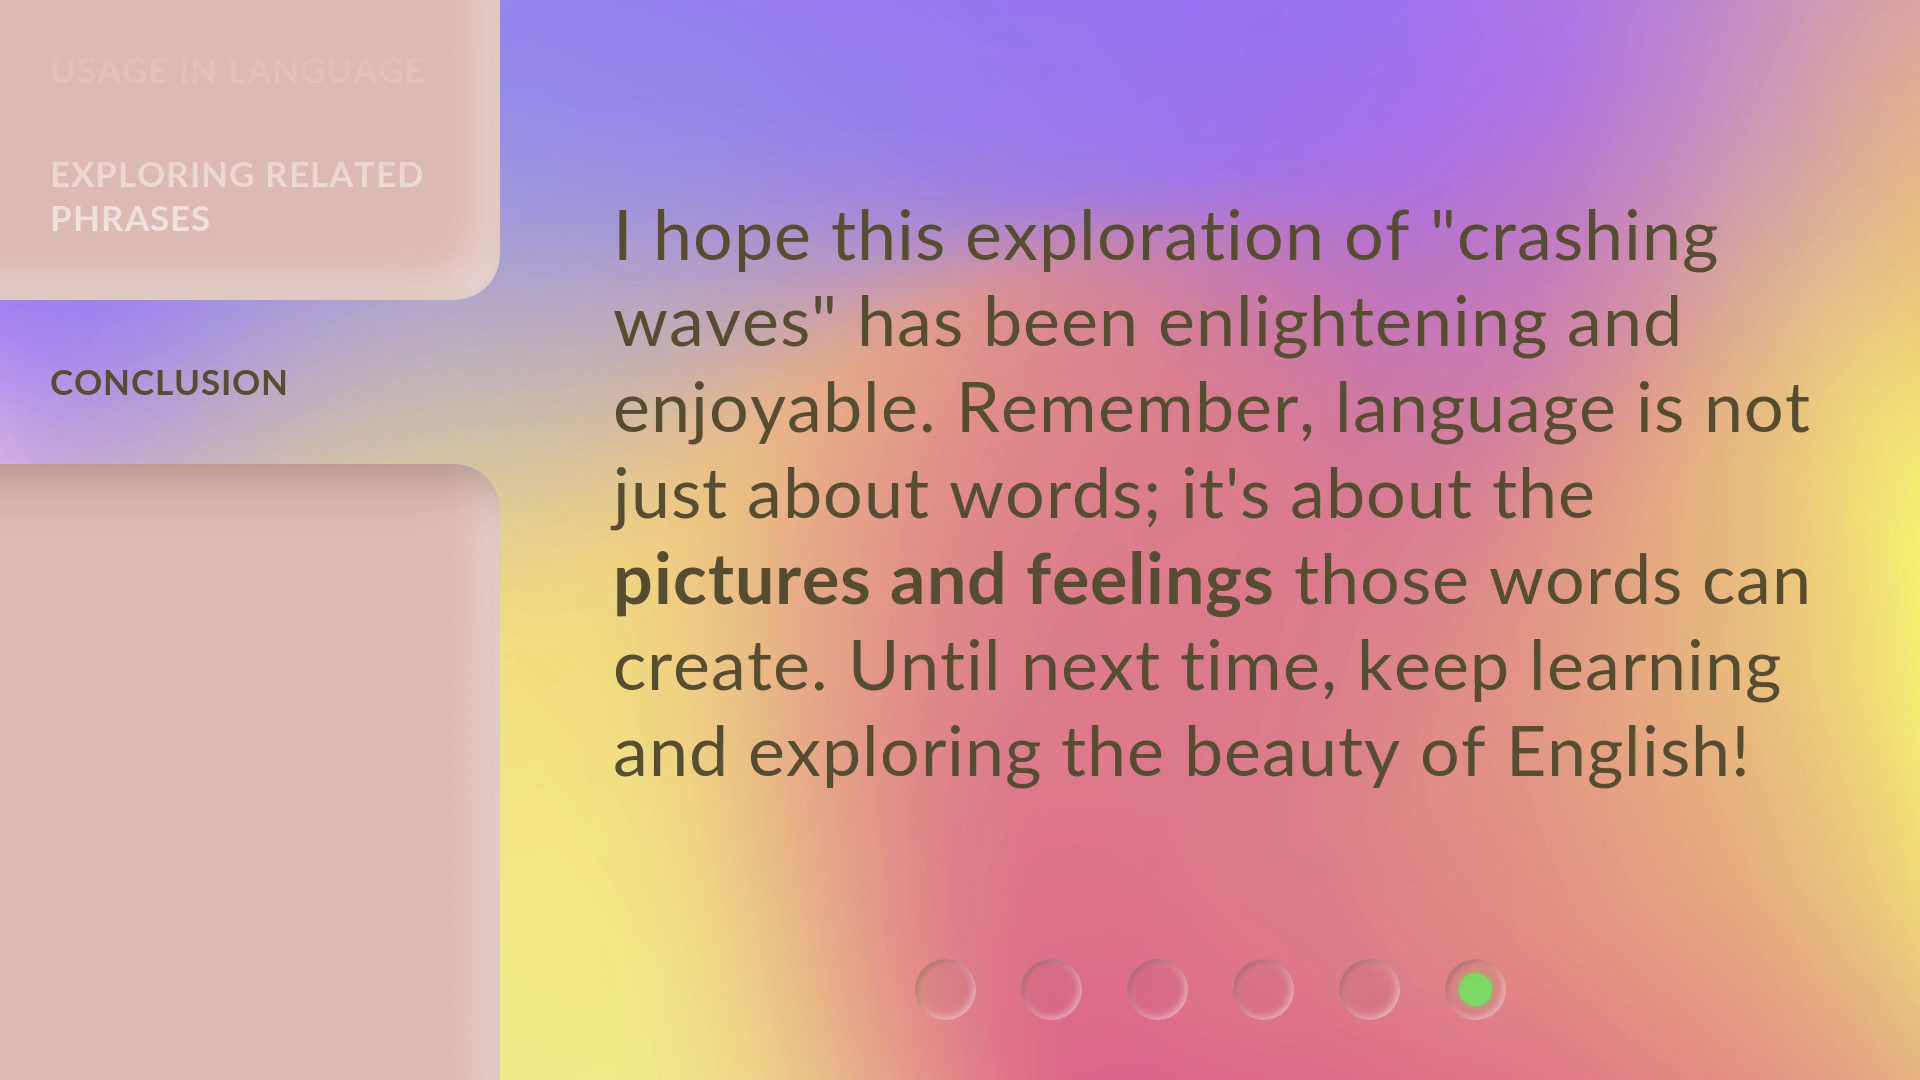 USAGE IN LANGUAGE
EXPLORING RELATED
PHRASES
CONCLUSION
I hope this exploration of "crashing
waves" has been enlightening and
enjoyable. Remember, language is not
just about words; it's about the
pictures and feelings those words can
create. Until next time, keep learning
and exploring the beauty of English!